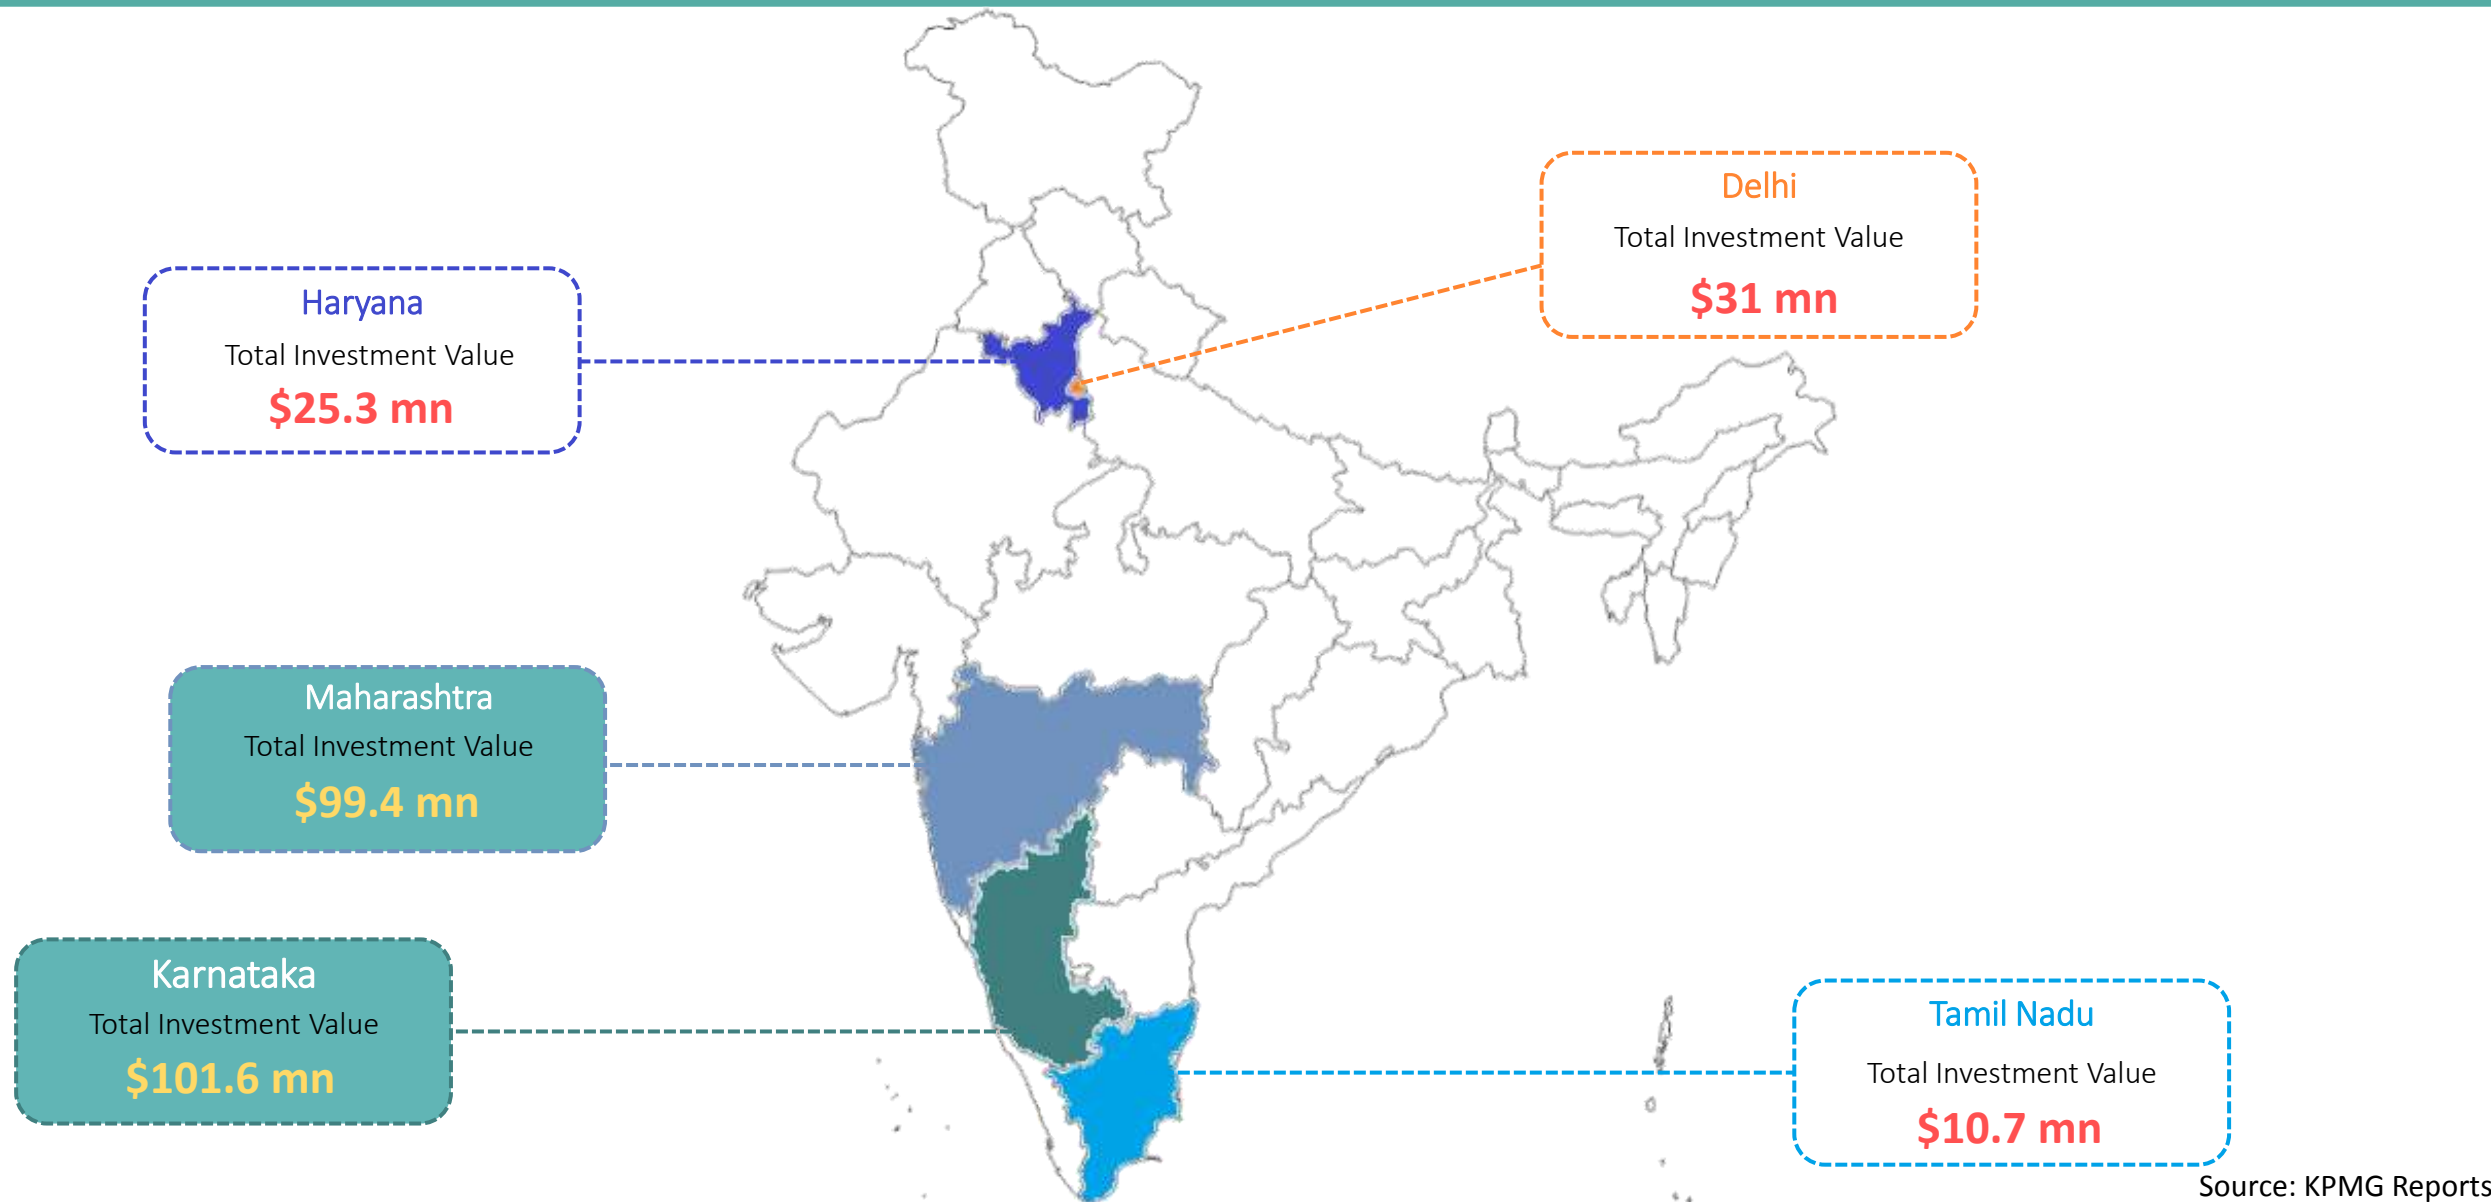 Delhi
Total Investment Value
$31 mn
Haryana
Total Investment Value
$25.3 mn
Maharashtra
Total Investment Value
$99.4 mn
Karnataka
Total Investment Value
$101.6 mn
Tamil Nadu
Total Investment Value
$10.7 mn
Source: KPMG Reports